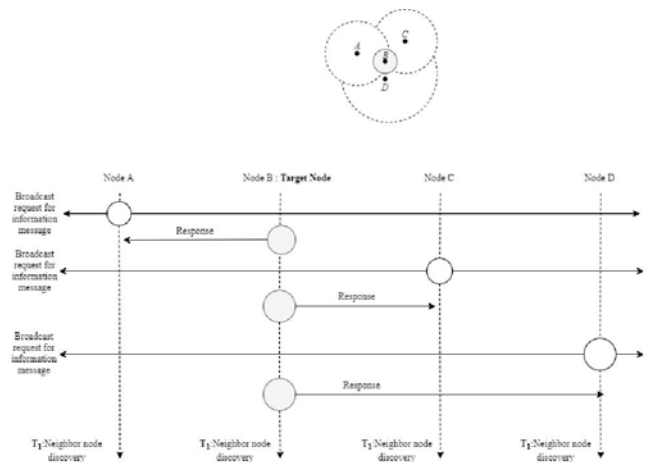 C
A
B
D
Node A
Node B : Target Node
Node C
Node D
Broadcast
request for
information
message
Response
Broadcast
request for
information
message
Response
Broadcast
request for
information
message
Response
T1:Neighbor node
discovery
T1:Neighbor node
discovery
T1:Neighbor node
discovery
T1:Neighbor node
discovery